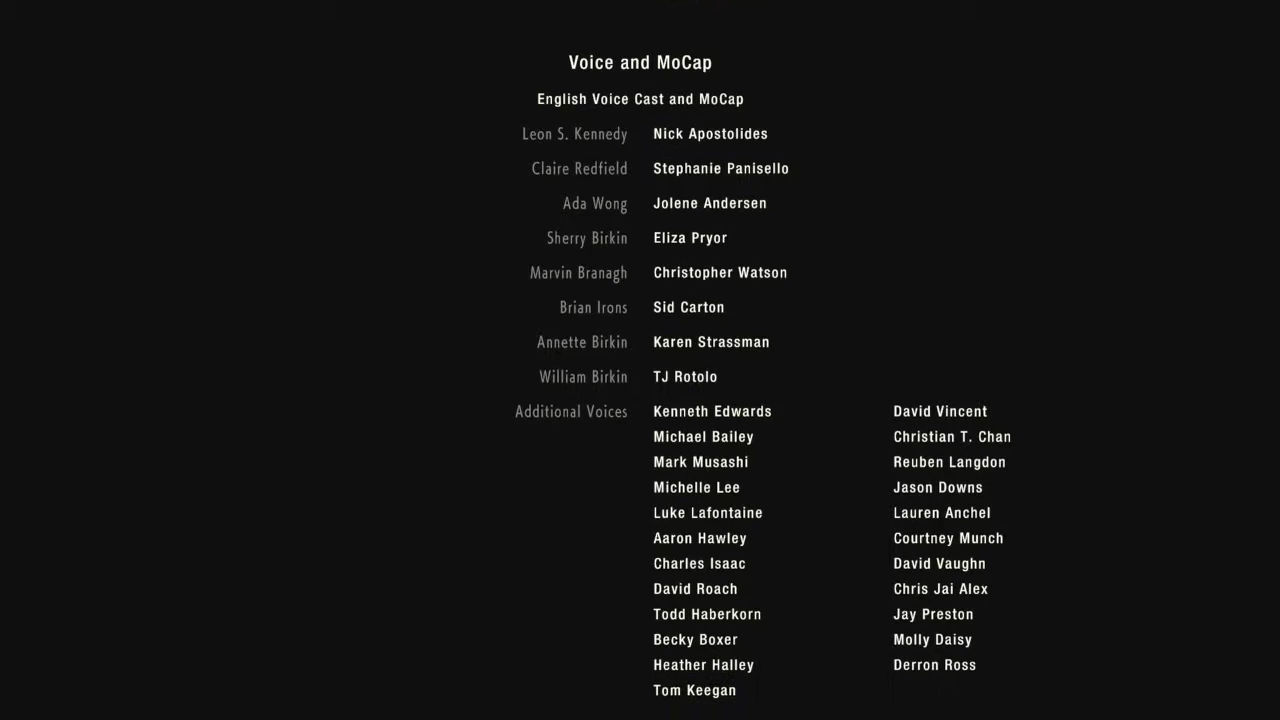 Voice and MoCap
English Voice Cast and MoCap
Leon S. Kennedy Nick Apostolides
Claire Redfield Stephanie Panisello
Ada Wong Jolene Andersen
Sherry Birkin Eliza Pryor
Marvin Branagh Christopher Watson
Brian Irons Sid Carton
Annette Birkin Karen Strassman
William Birkin TJ Rotolo
Additional Voices Kenneth Edwards David Vincent
Michael Bailey Christian T. Chan
Mark Musashi Reuben Langdon
Michelle Lee Jason Downs
Luke Lafontaine Lauren Anchel
Aaron Hawley Courtney Munch
Charles Isaac David Vaughn
David Roach Chris Jai Alex
Todd Haberkorn Jay Preston
Becky Boxer Molly Daisy
Heather Halley Derron Ross
Tom Keegan